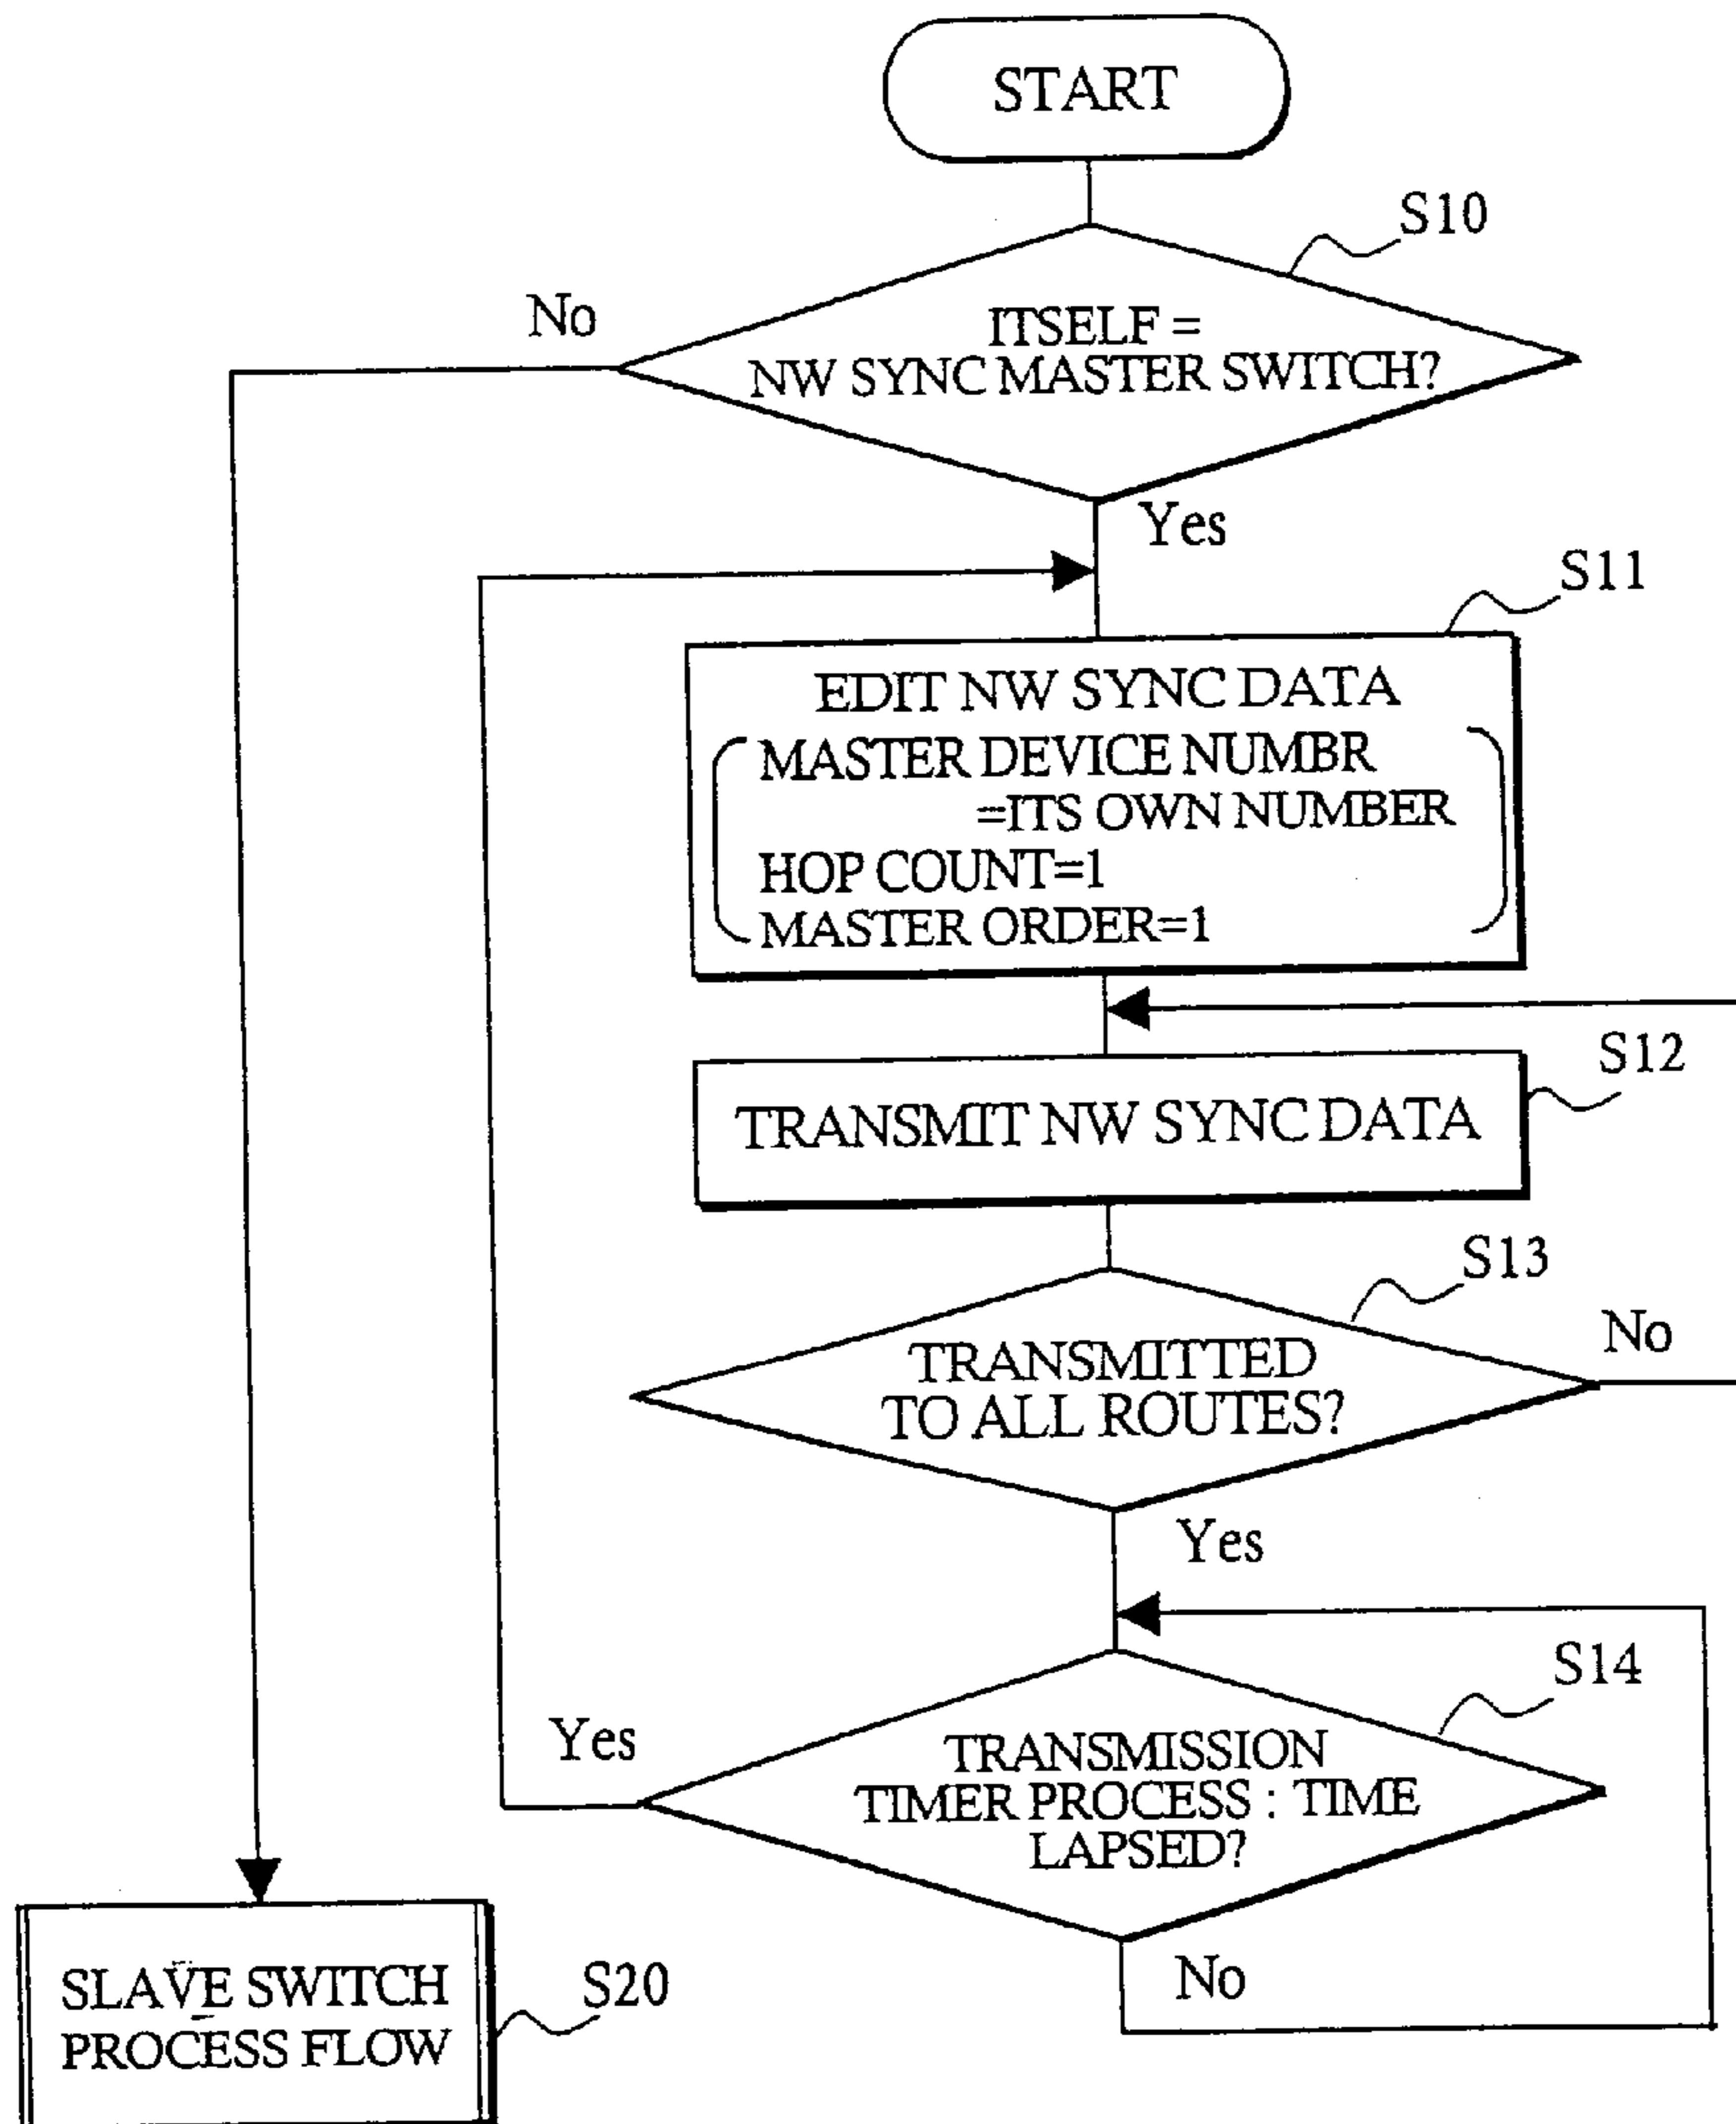 START
S10
No
ITSELF =
NW SYNC MASTER SWITCH?
Yes
S11
EDIT NW SYNC DATA
MASTER DEVICE NUMBR
=ITS OWN NUMBER
HOP COUNT=1
MASTER ORDER=1
S12
TRANSMIT NW SYNC DATA
S13
No
TRANSMITTED
TO ALL ROUTES?
Yes
S14
Yes
TRANSMISSION
TIMER PROCESS : TIME
LAPSED?
No
SLAVE SWITCH
PROCESS FLOW
S20